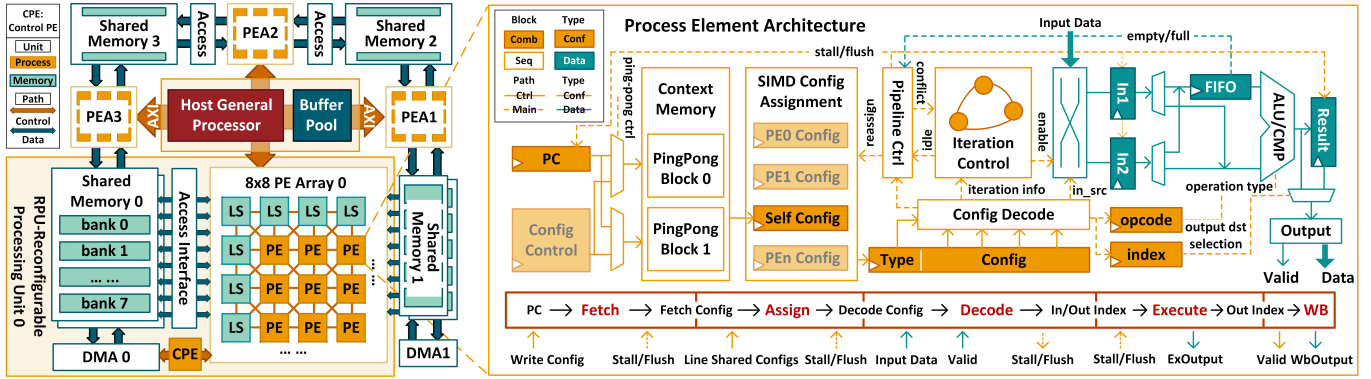 CPE:
Control PE
Unit
Process
Memory
Path
Control
Data
Shared
Memory 3
Access
PEA2
Access
Shared
Memory 2
PEA3
AXI
Host General
Processor
Buffer
Pool
AXI
PEA1
RPU-Reconfigurable
Processing Unit 0
Shared
Memory 0
bank 0
bank 1
... ...
bank 7
Access Interface
8x8 PE Array 0
LS LS LS LS
LS PE PE PE
LS PE PE PE
LS PE PE PE
... ...
... ...
Shared
Memory 1
DMA 0
CPE
DMA1
Process Element Architecture
Block Type
Comb Conf
Seq Data
Path Type
Ctrl Conf
Main Data
ping-pong ctrl
stall/flush
PC
Config
Control
Context
Memory
PingPong
Block 0
PingPong
Block 1
SIMD Config
Assignment
PE0 Config
PE1 Config
Self Config
PEn Config
reassign
Pipeline Ctrl
conflict
idle
Iteration
Control
iteration info
enable
Input Data
empty/full
in_src
In1
In2
FIFO
ALU/CMP
Result
operation type
Config Decode
Type
Config
opcode
index
output dst
selection
Output
Valid
Data
PC Fetch Fetch Config Assign Decode Config Decode In/Out Index Execute Out Index WB
Write Config Stall/Flush Line Shared Configs Stall/Flush Input Data Valid Stall/Flush Stall/Flush ExOutput Valid WbOutput